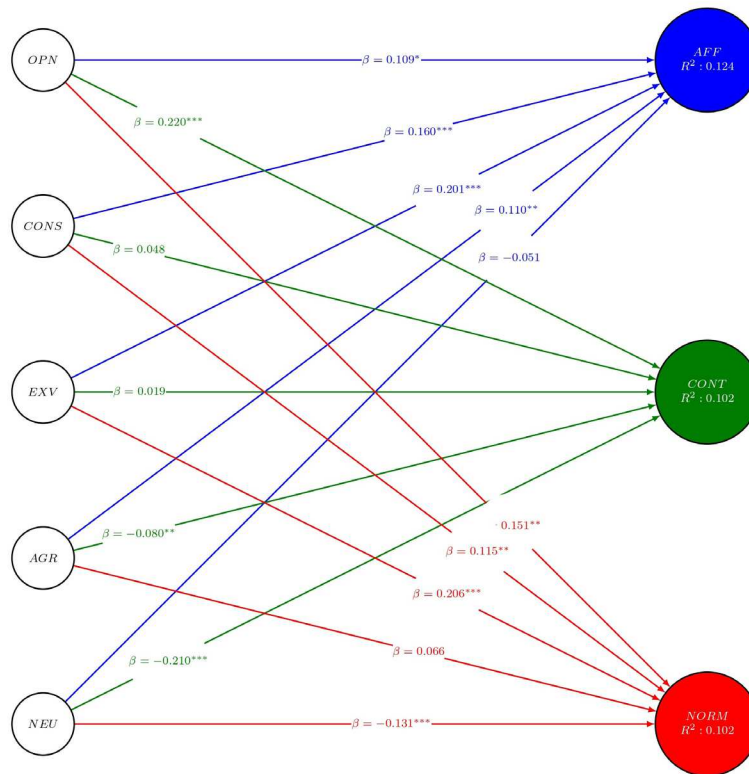 OPN
β = 0.109*
AFF
R² : 0.124
β = 0.220***
β = 0.160***
β = 0.201***
β = 0.110**
CONS
β = 0.048
β = −0.051
EXV
β = 0.019
CONT
R² : 0.102
β = −0.080**
0.151**
AGR
β = 0.115**
β = 0.206***
β = 0.066
β = −0.210***
NEU
β = −0.131***
NORM
R² : 0.102